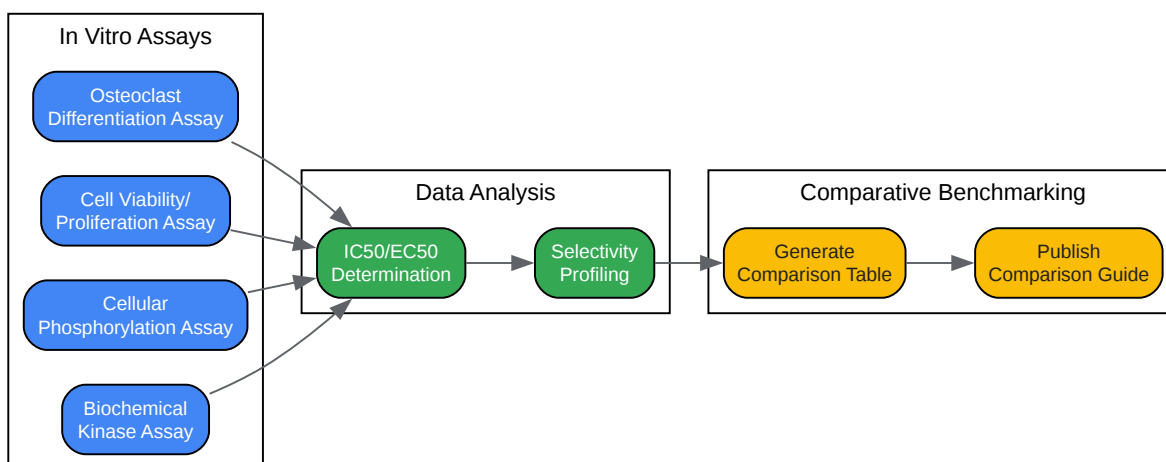 In Vitro Assays
Osteoclast
Differentiation Assay
Cell Viability/
Proliferation Assay
Cellular
Phosphorylation Assay
Biochemical
Kinase Assay
Data Analysis
IC50/EC50
Determination
Selectivity
Profiling
Comparative Benchmarking
Generate
Comparison Table
Publish
Comparison Guide